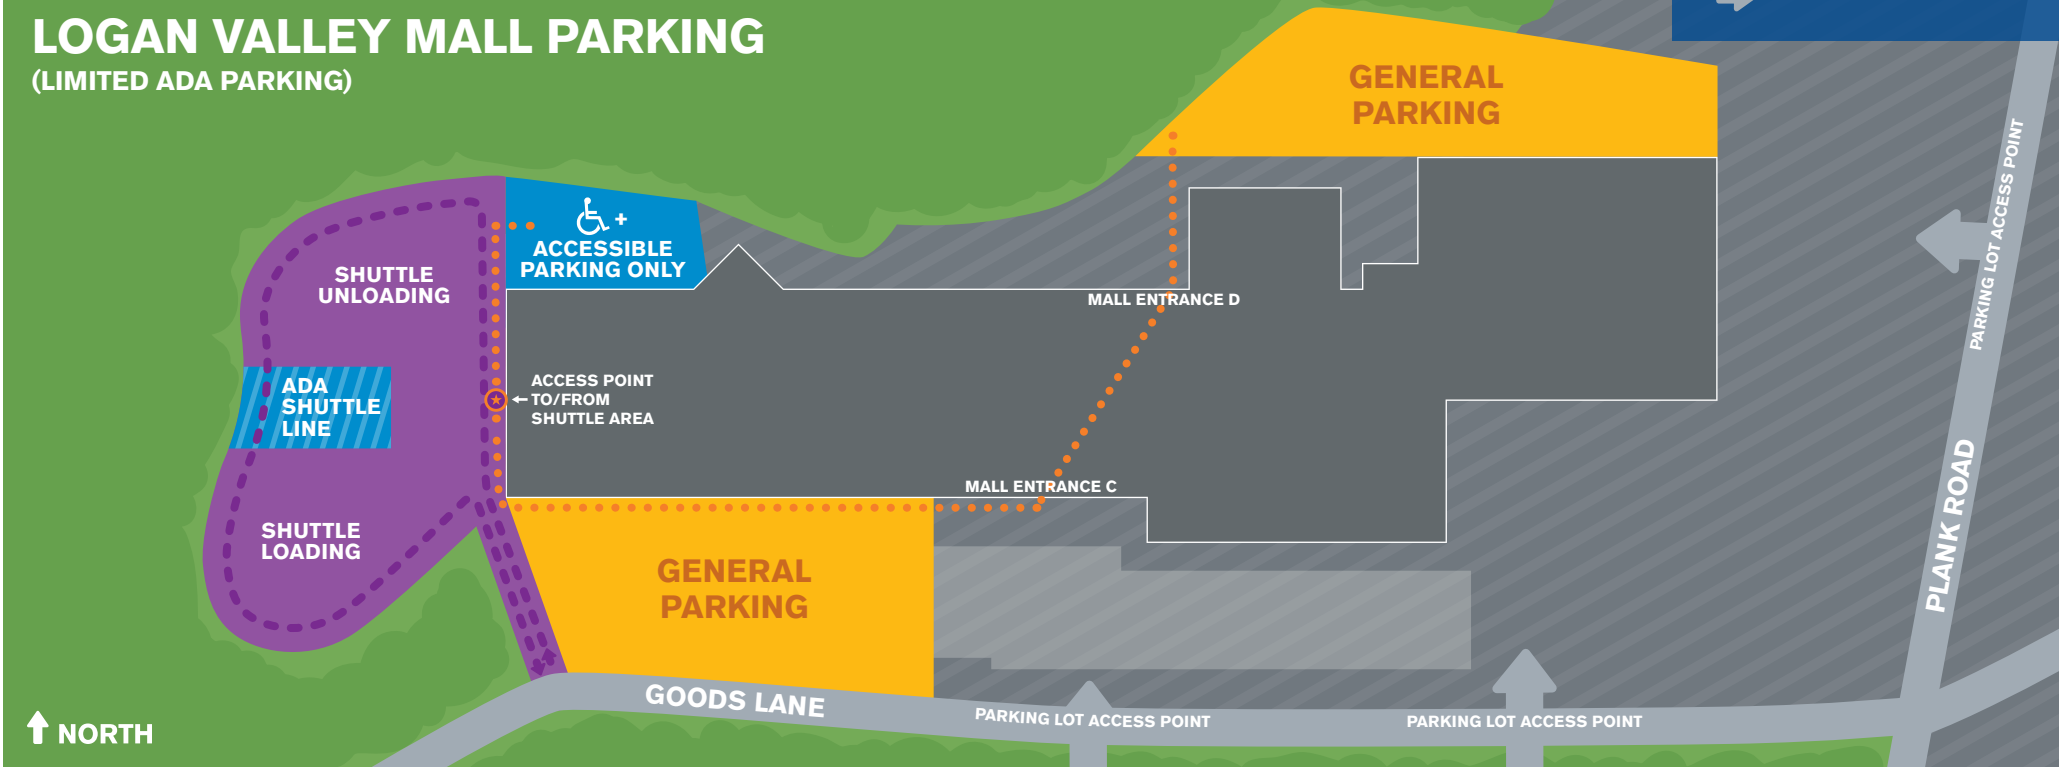 LOGAN VALLEY MALL PARKING
(LIMITED ADA PARKING)
GENERAL
PARKING
+
ACCESSIBLE
PARKING ONLY
SHUTTLE
UNLOADING
MALL ENTRANCE D
PARKING LOT ACCESS POINT
ADA
SHUTTLE
LINE
ACCESS POINT
TO/FROM
SHUTTLE AREA
MALL ENTRANCE C
SHUTTLE
LOADING
GENERAL
PARKING
PLANK ROAD
GOODS LANE
PARKING LOT ACCESS POINT
PARKING LOT ACCESS POINT
NORTH